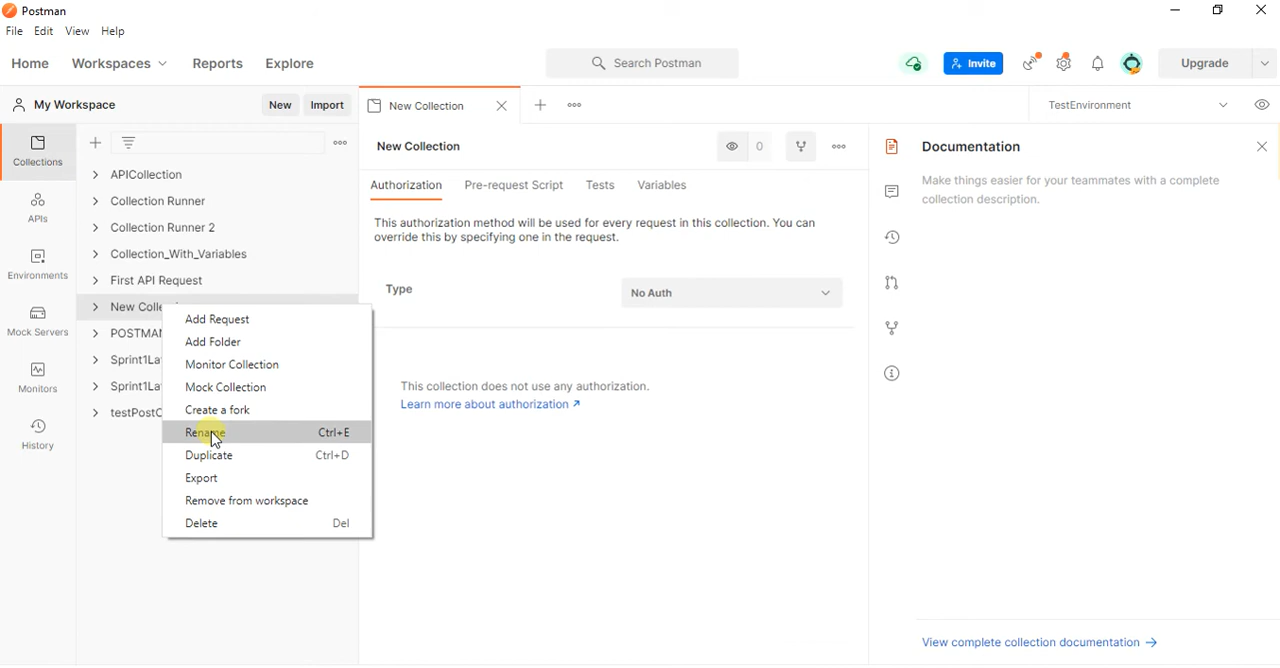 Postman
File Edit View Help
Home Workspaces Reports Explore
Search Postman
Invite
Upgrade
My Workspace
New Import
New Collection
TestEnvironment
Collections
APIs
Environments
Mock Servers
Monitors
History
APICollection
Collection Runner
Collection Runner 2
Collection_With_Variables
First API Request
New Colle
POSTMAN
Sprint1La
Sprint1La
testPostC
Add Request
Add Folder
Monitor Collection
Mock Collection
Create a fork
Rename Ctrl+E
Duplicate Ctrl+D
Export
Remove from workspace
Delete Del
New Collection
0
Authorization Pre-request Script Tests Variables
This authorization method will be used for every request in this collection. You can
override this by specifying one in the request.
Type No Auth
This collection does not use any authorization.
Learn more about authorization ↗
Documentation
Make things easier for your teammates with a complete
collection description.
View complete collection documentation →